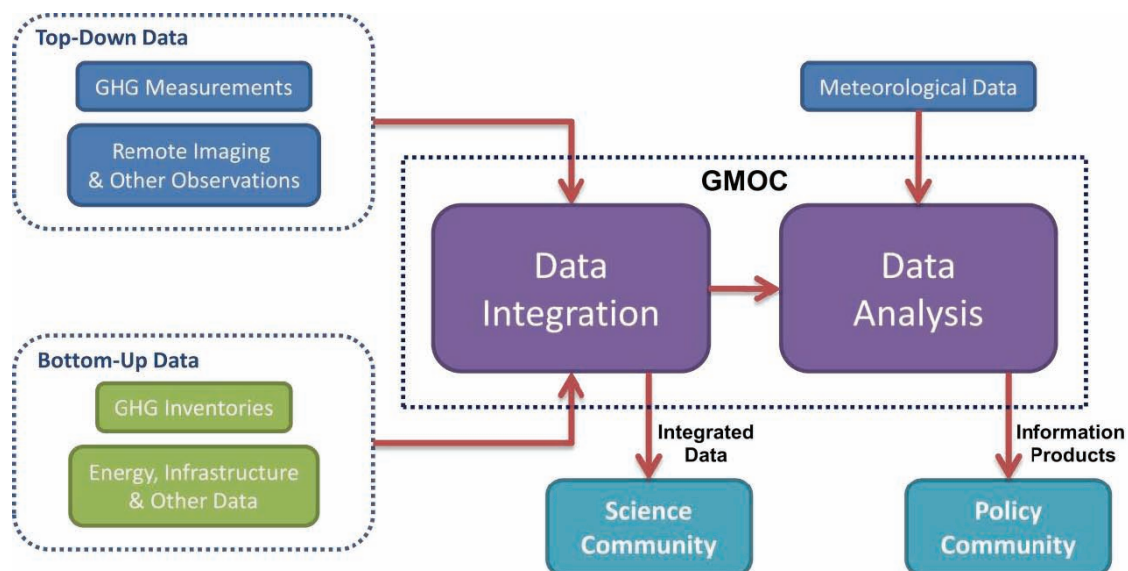 Top-Down Data
GHG Measurements
Remote Imaging
& Other Observations
Meteorological Data
GMOC
Data
Integration
Data
Analysis
Bottom-Up Data
GHG Inventories
Energy, Infrastructure
& Other Data
Integrated
Data
Information
Products
Science
Community
Policy
Community